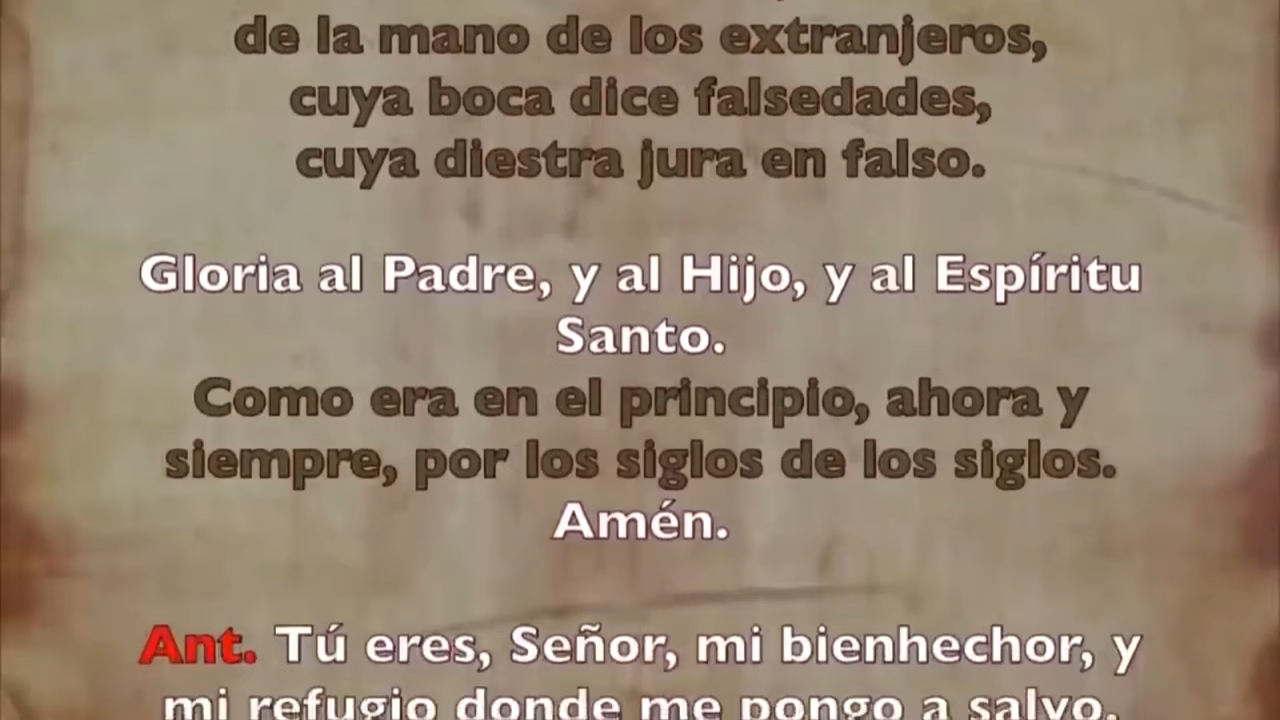 de la mano de los extranjeros,
cuya boca dice falsedades,
cuya diestra jura en falso.
Gloria al Padre, y al Hijo, y al Espíritu
Santo.
Como era en el principio, ahora y
siempre, por los siglos de los siglos.
Amén.
Ant. Tú eres, Señor, mi bienhechor, y
mi refugio donde me pongo a salvo.